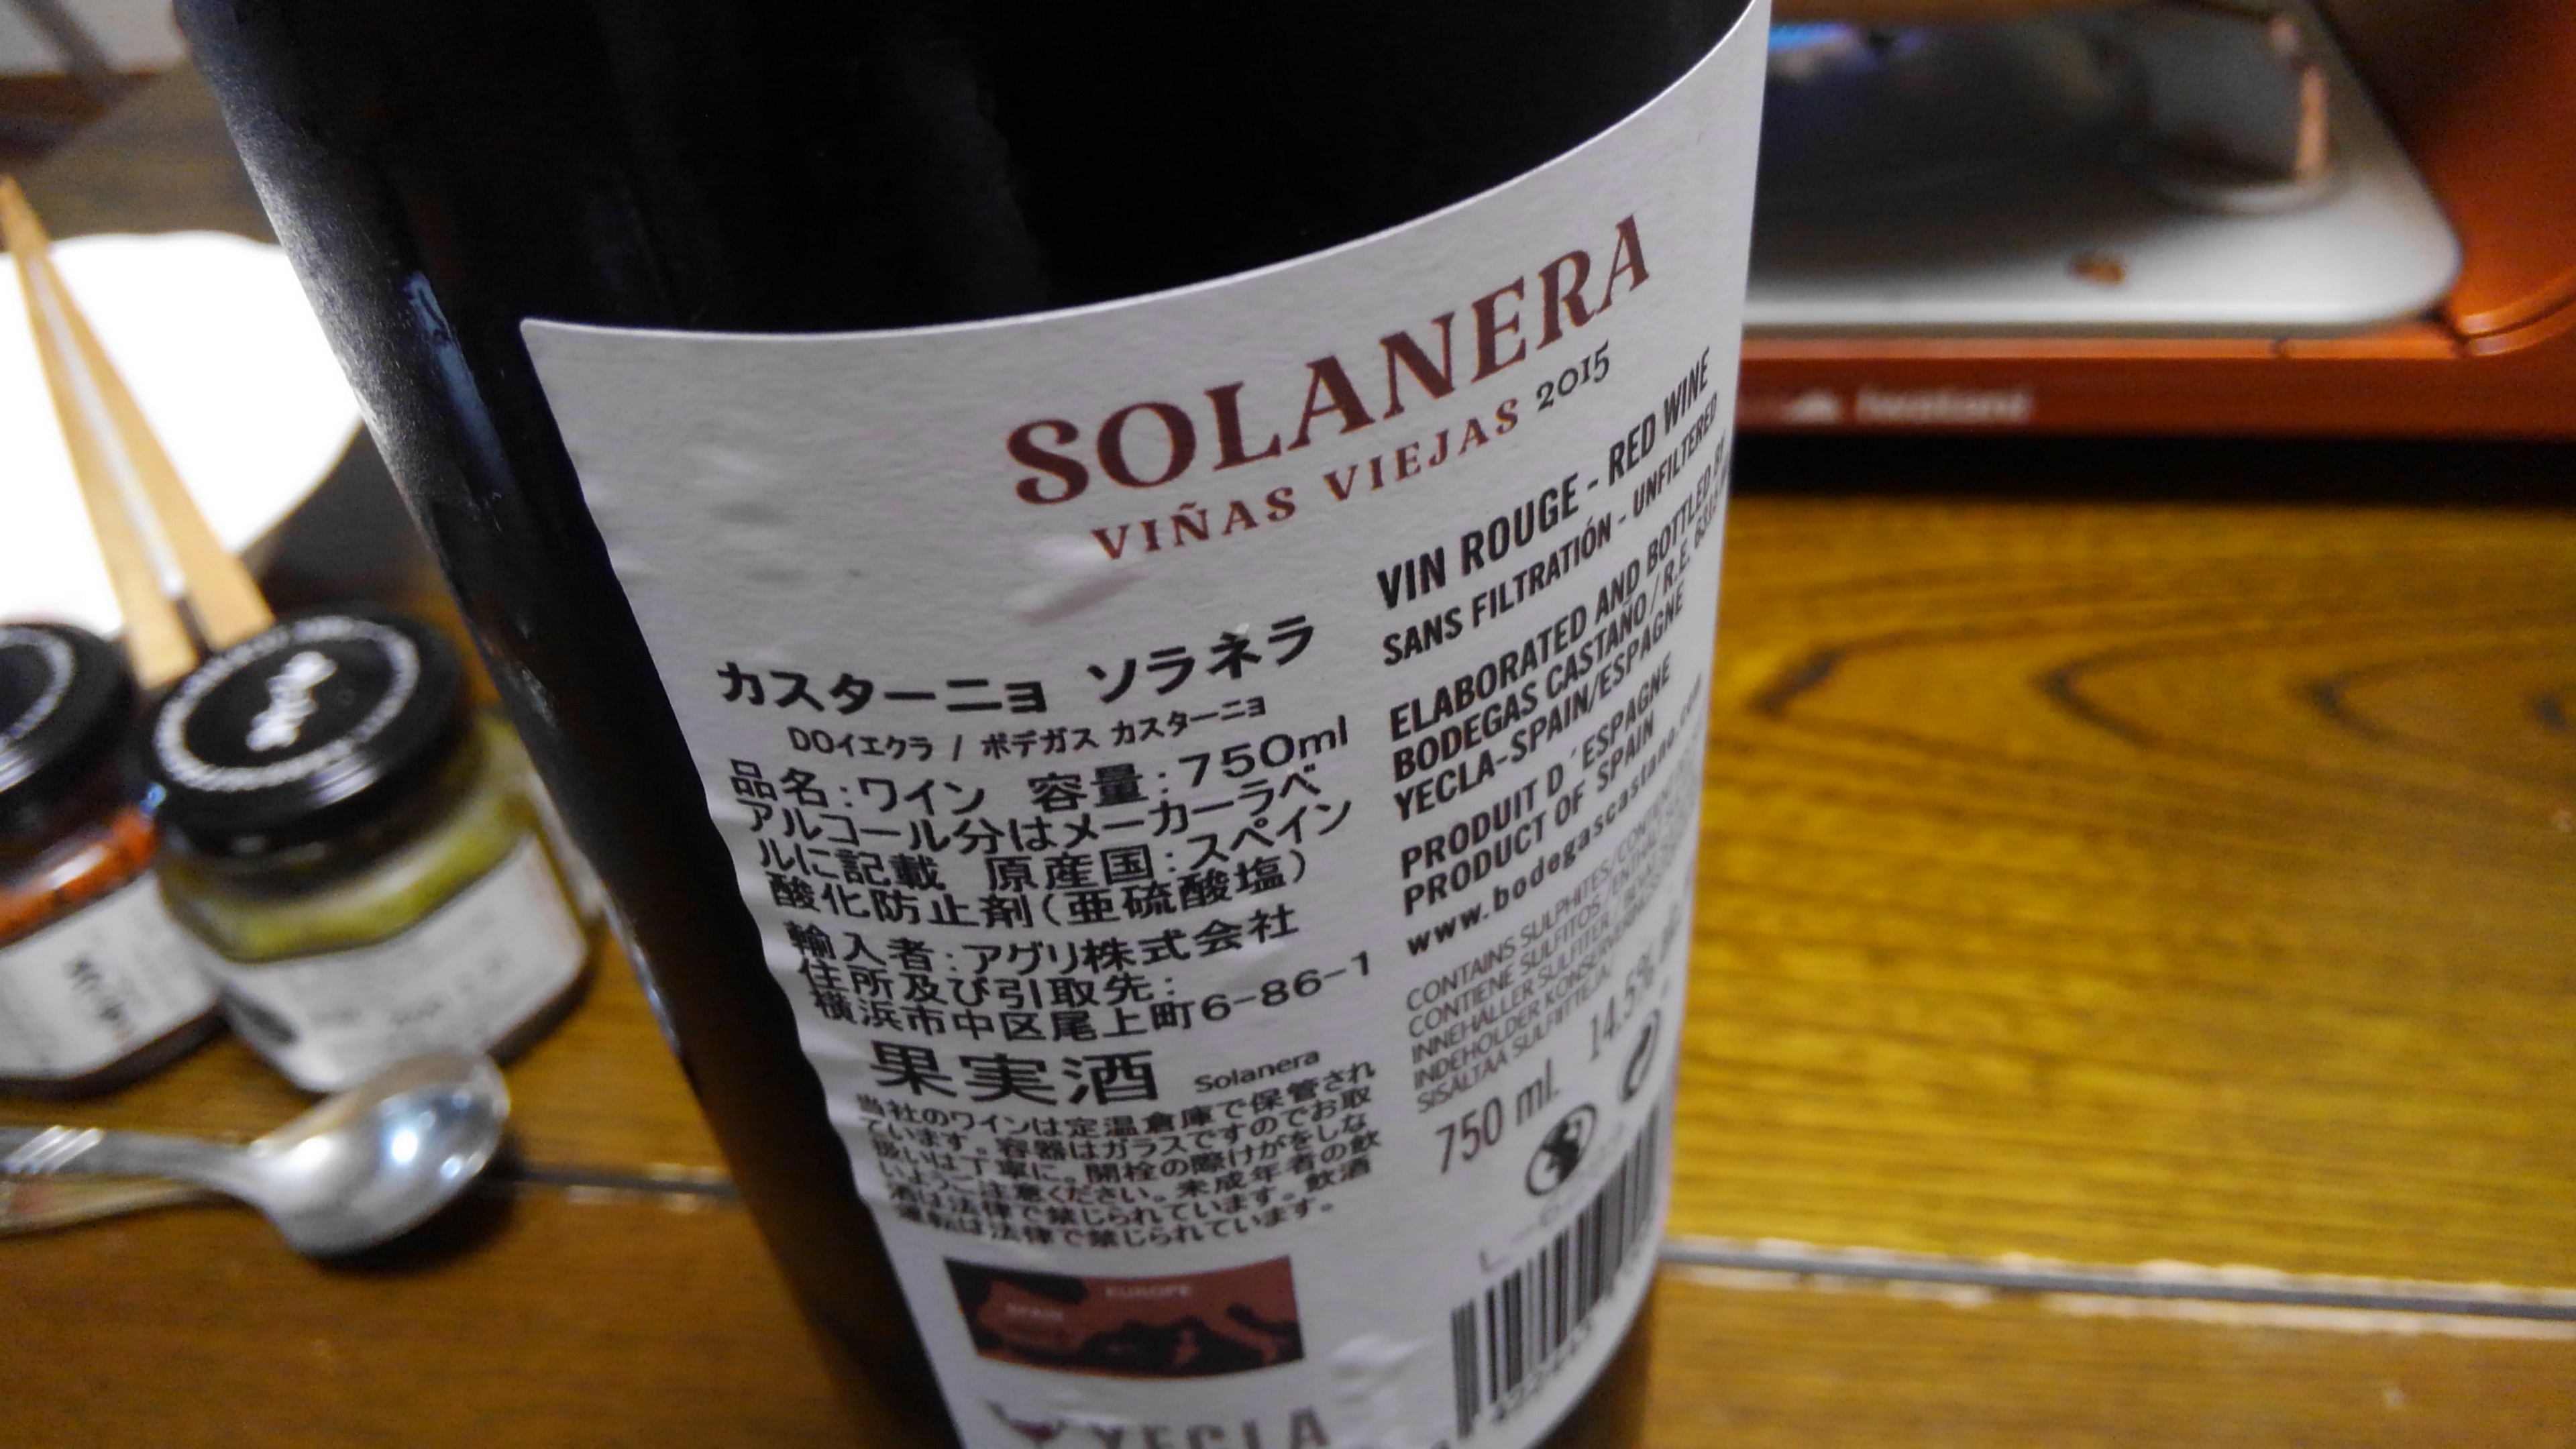 SOLANERA
VIÑAS VIEJAS 2015
VIN ROUGE - RED WINE
SANS FILTRATIÓN - UNFILTERED
ELABORATED AND BOTTLED BY
BODEGAS CASTAÑO / R.E.
YECLA-SPAIN/ESPAGNE
PRODUIT D´ESPAGNE
PRODUCT OF SPAIN
www.bodegascastano.com
CONTAINS SULPHITES/
CONTIENE SULFITOS/
INNEHÅLLER SULFITER/
INDEHOLDER
SISÄLTÄÄ SULFIITTEJA/
750 ml. 14.5%
カスターニョ ソラネラ
DOイエクラ / ボデガス カスターニョ
品名:ワイン 容量:750ml
アルコール分はメーカーラベ
ルに記載 原産国:スペイン
酸化防止剤(亜硫酸塩)
輸入者:アグリ株式会社
住所及び引取先:
横浜市中区尾上町6-86-1
果実酒 Solanera
当社のワインは定温倉庫で保管され
ています。容器はガラスですのでお取
扱いは丁寧に。開栓の際けがをしな
いようご注意ください。未成年者の飲
酒は法律で禁じられています。飲酒
運転は法律で禁じられています。
EUROPE
SPAIN
YECLA
iwatani